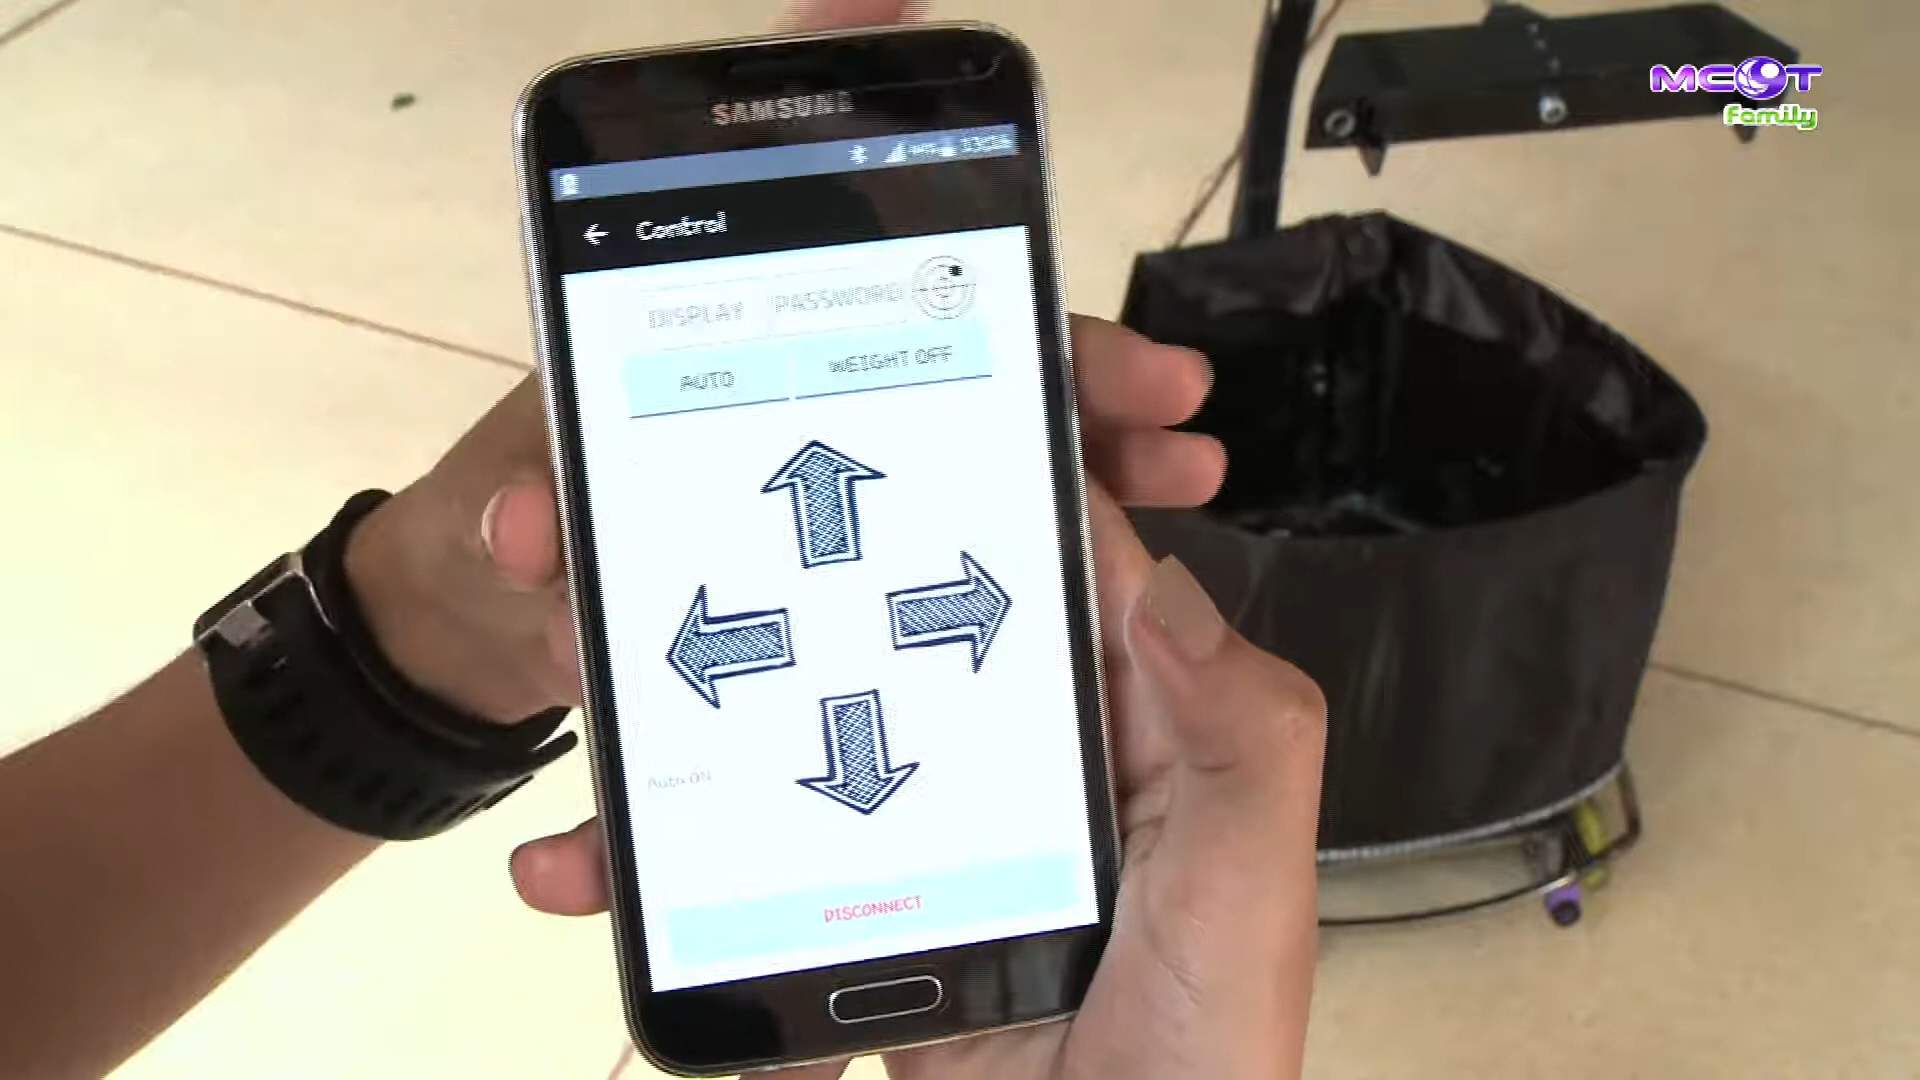 MCOT
Family
SAMSUNG
Control
DISPLAY PASSWORD
AUTO WEIGHT OFF
Auto ON
DISCONNECT